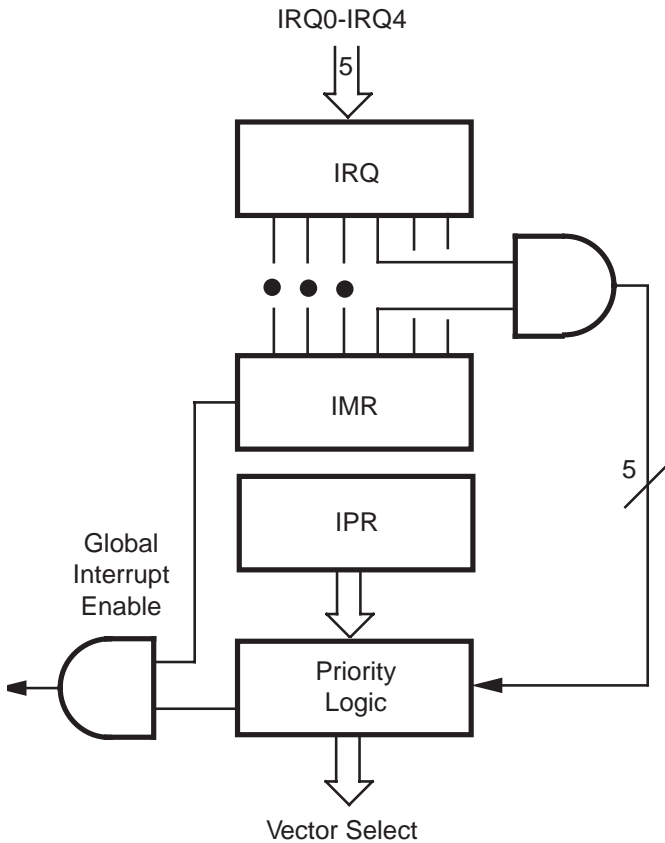 IRQ0-IRQ4
5
IRQ
IMR
5
IPR
Global
Interrupt
Enable
Priority
Logic
Vector Select